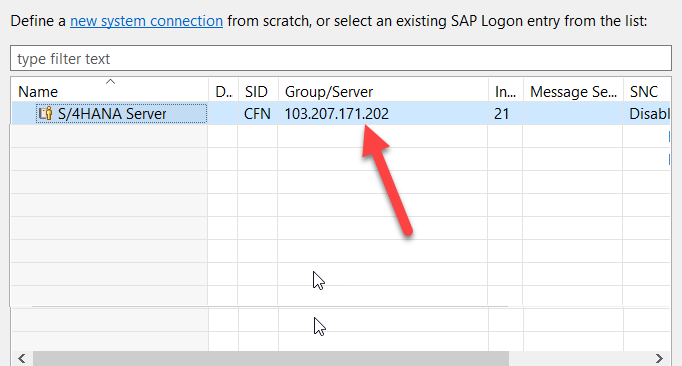 Define a new system connection from scratch, or select an existing SAP Logon entry from the list:
type filter text
Name D.. SID Group/Server In... Message Se... SNC
S/4HANA Server CFN 103.207.171.202 21 Disabl